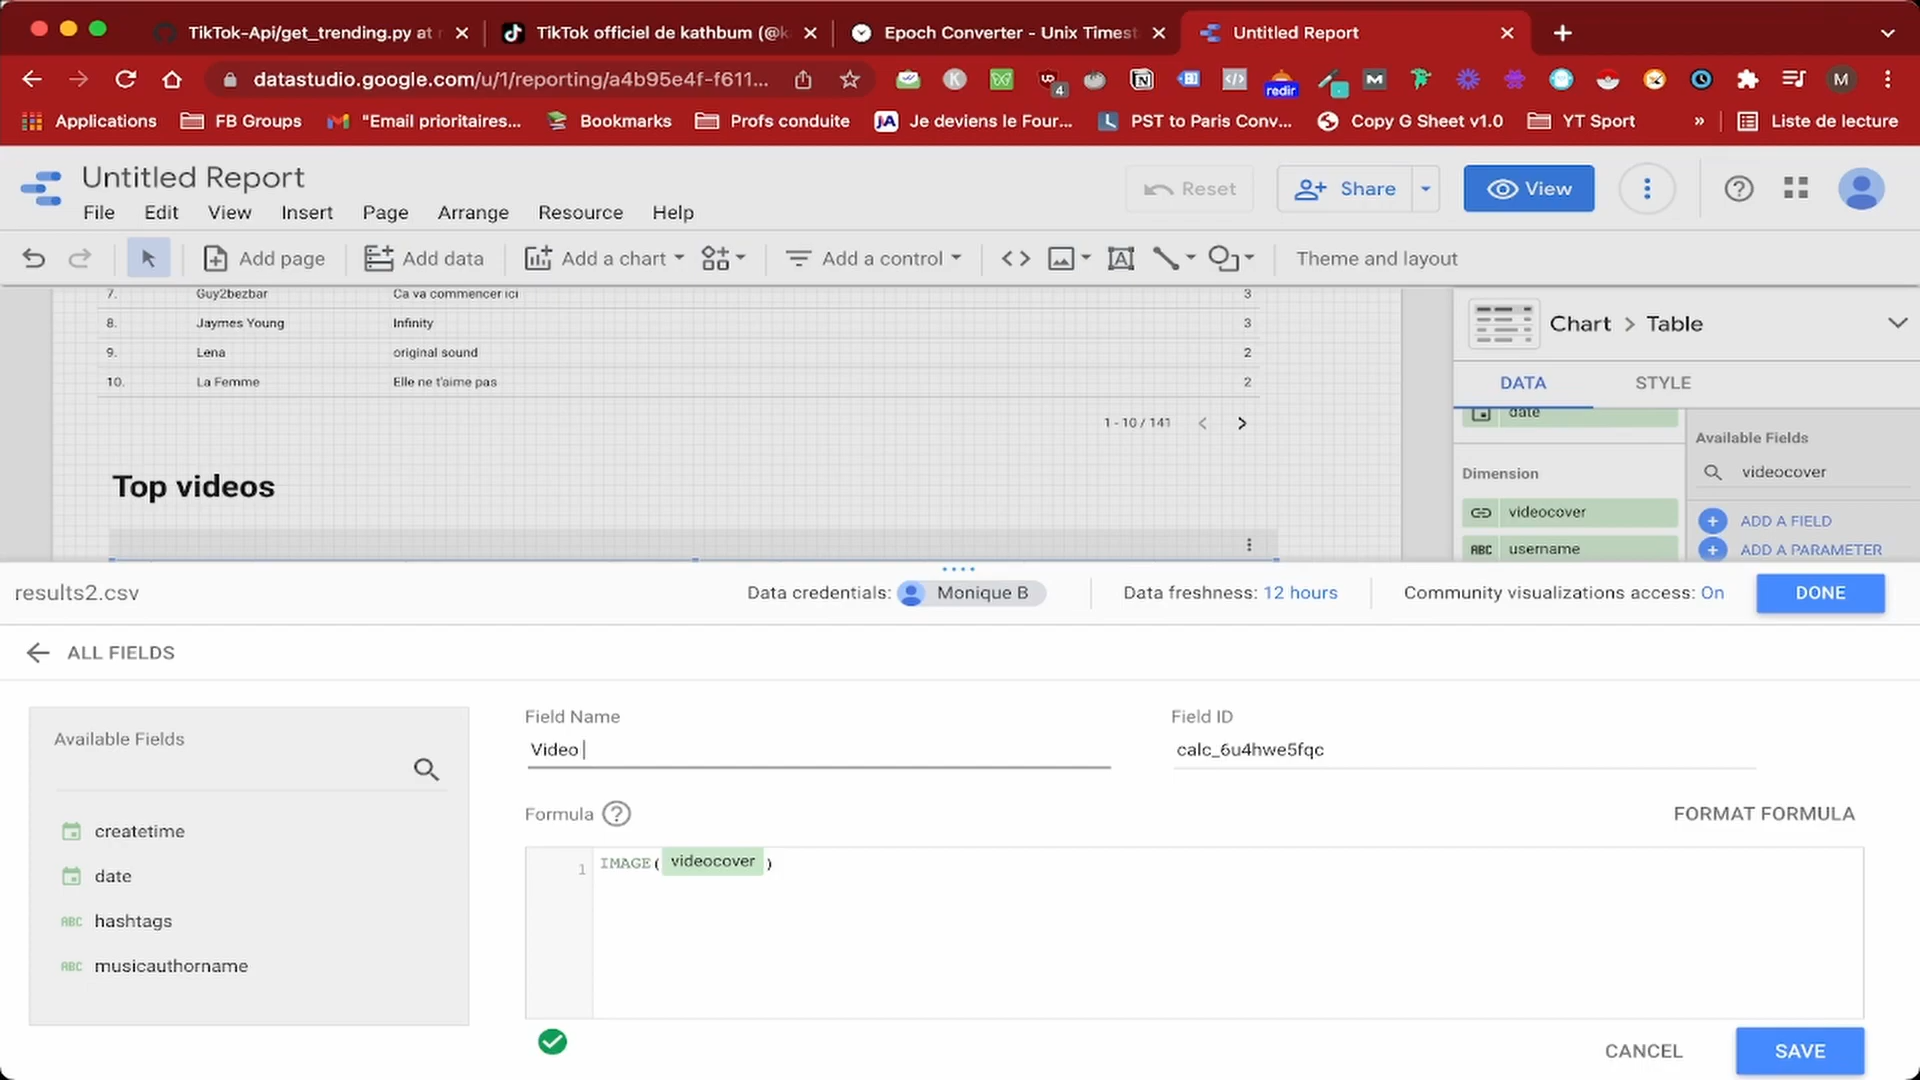 TikTok-Api/get_trending.py at
TikTok officiel de kathbum (@k
Epoch Converter - Unix Timest
Untitled Report
datastudio.google.com/u/1/reporting/a4b95e4f-f611...
4
redir
M
Applications
FB Groups
"Email prioritaires...
Bookmarks
Profs conduite
Je deviens le Four...
PST to Paris Conv...
Copy G Sheet v1.0
YT Sport
»
Liste de lecture
Untitled Report
Reset
Share
View
File Edit View Insert Page Arrange Resource Help
Add page
Add data
Add a chart
Add a control
Theme and layout
7. Guy2bezbar Ca va commencer ici 3
8. Jaymes Young Infinity 3
9. Lena original sound 2
10. La Femme Elle ne t'aime pas 2
1 - 10 / 141
Top videos
Chart > Table
DATA
STYLE
date
Dimension
videocover
ABC username
Available Fields
videocover
ADD A FIELD
ADD A PARAMETER
results2.csv
Data credentials: Monique B
Data freshness: 12 hours
Community visualizations access: On
DONE
ALL FIELDS
Available Fields
createtime
date
ABC hashtags
ABC musicauthorname
Field Name
Video
Field ID
calc_6u4hwe5fqc
Formula
FORMAT FORMULA
1 IMAGE( videocover )
CANCEL
SAVE